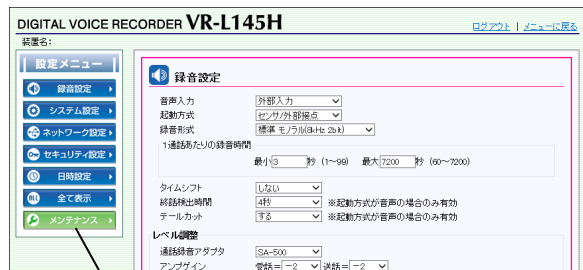 DIGITAL VOICE RECORDER VR-L145H
ログアウト | メニューに戻る
装置名:
設定メニュー
録音設定
システム設定
ネットワーク設定
セキュリティ設定
日時設定
ALL 全て表示
メンテナンス
録音設定
音声入力 外部入力
起動方式 センサ/外部接点
録音形式 標準 モノラル(8kHz 2bit)
1通話あたりの録音時間
最小 3 秒 (1~99) 最大 7200 秒 (60~7200)
タイムシフト しない
終話検出時間 4秒 ※起動方式が音声の場合のみ有効
テールカット する ※起動方式が音声の場合のみ有効
レベル調整
通話録音アダプタ SA-500
アンプゲイン 受話= -2 送話= -2